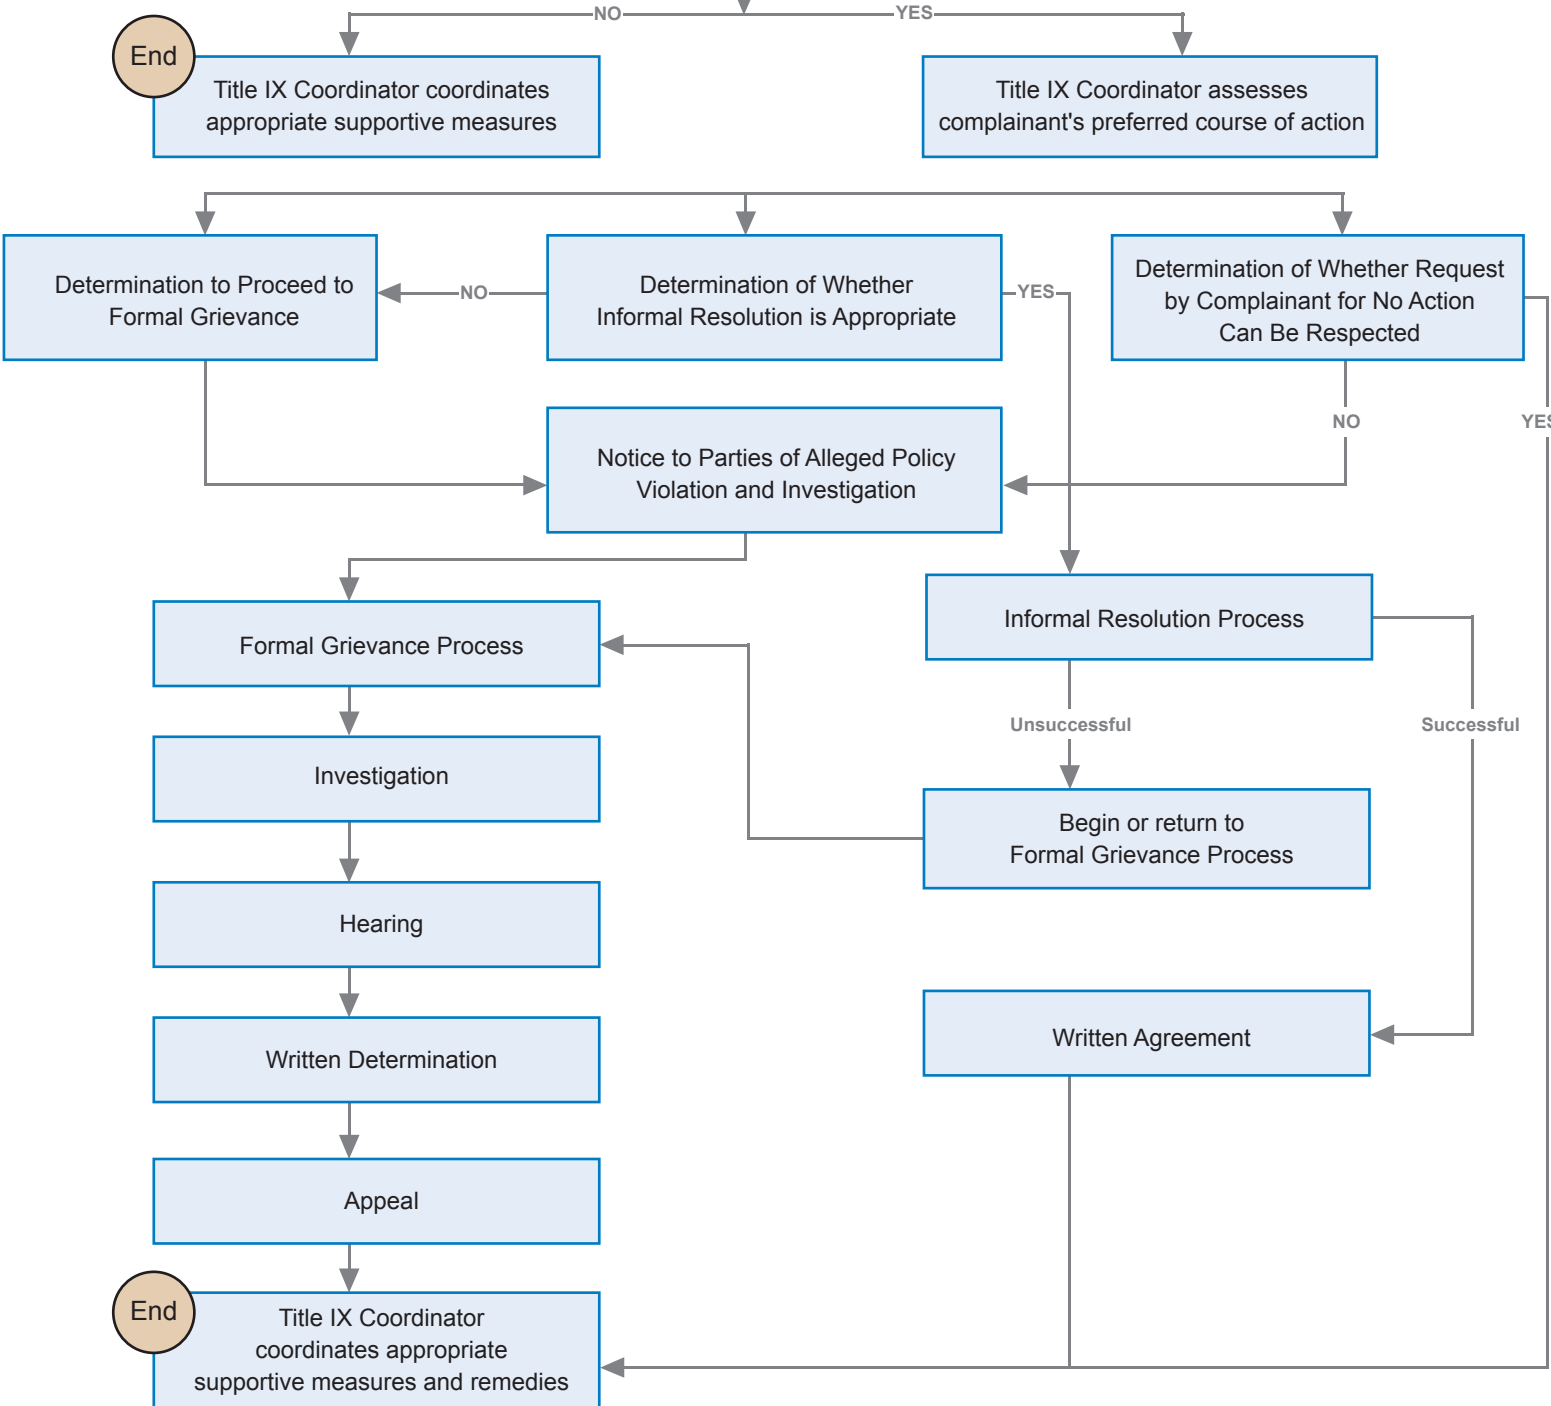 NO
YES
End
Title IX Coordinator coordinates
appropriate supportive measures
Title IX Coordinator assesses
complainant's preferred course of action
Determination to Proceed to
Formal Grievance
NO
Determination of Whether
Informal Resolution is Appropriate
YES
Determination of Whether Request
by Complainant for No Action
Can Be Respected
NO
YES
Notice to Parties of Alleged Policy
Violation and Investigation
Formal Grievance Process
Informal Resolution Process
Unsuccessful
Successful
Investigation
Begin or return to
Formal Grievance Process
Hearing
Written Agreement
Written Determination
Appeal
End
Title IX Coordinator
coordinates appropriate
supportive measures and remedies